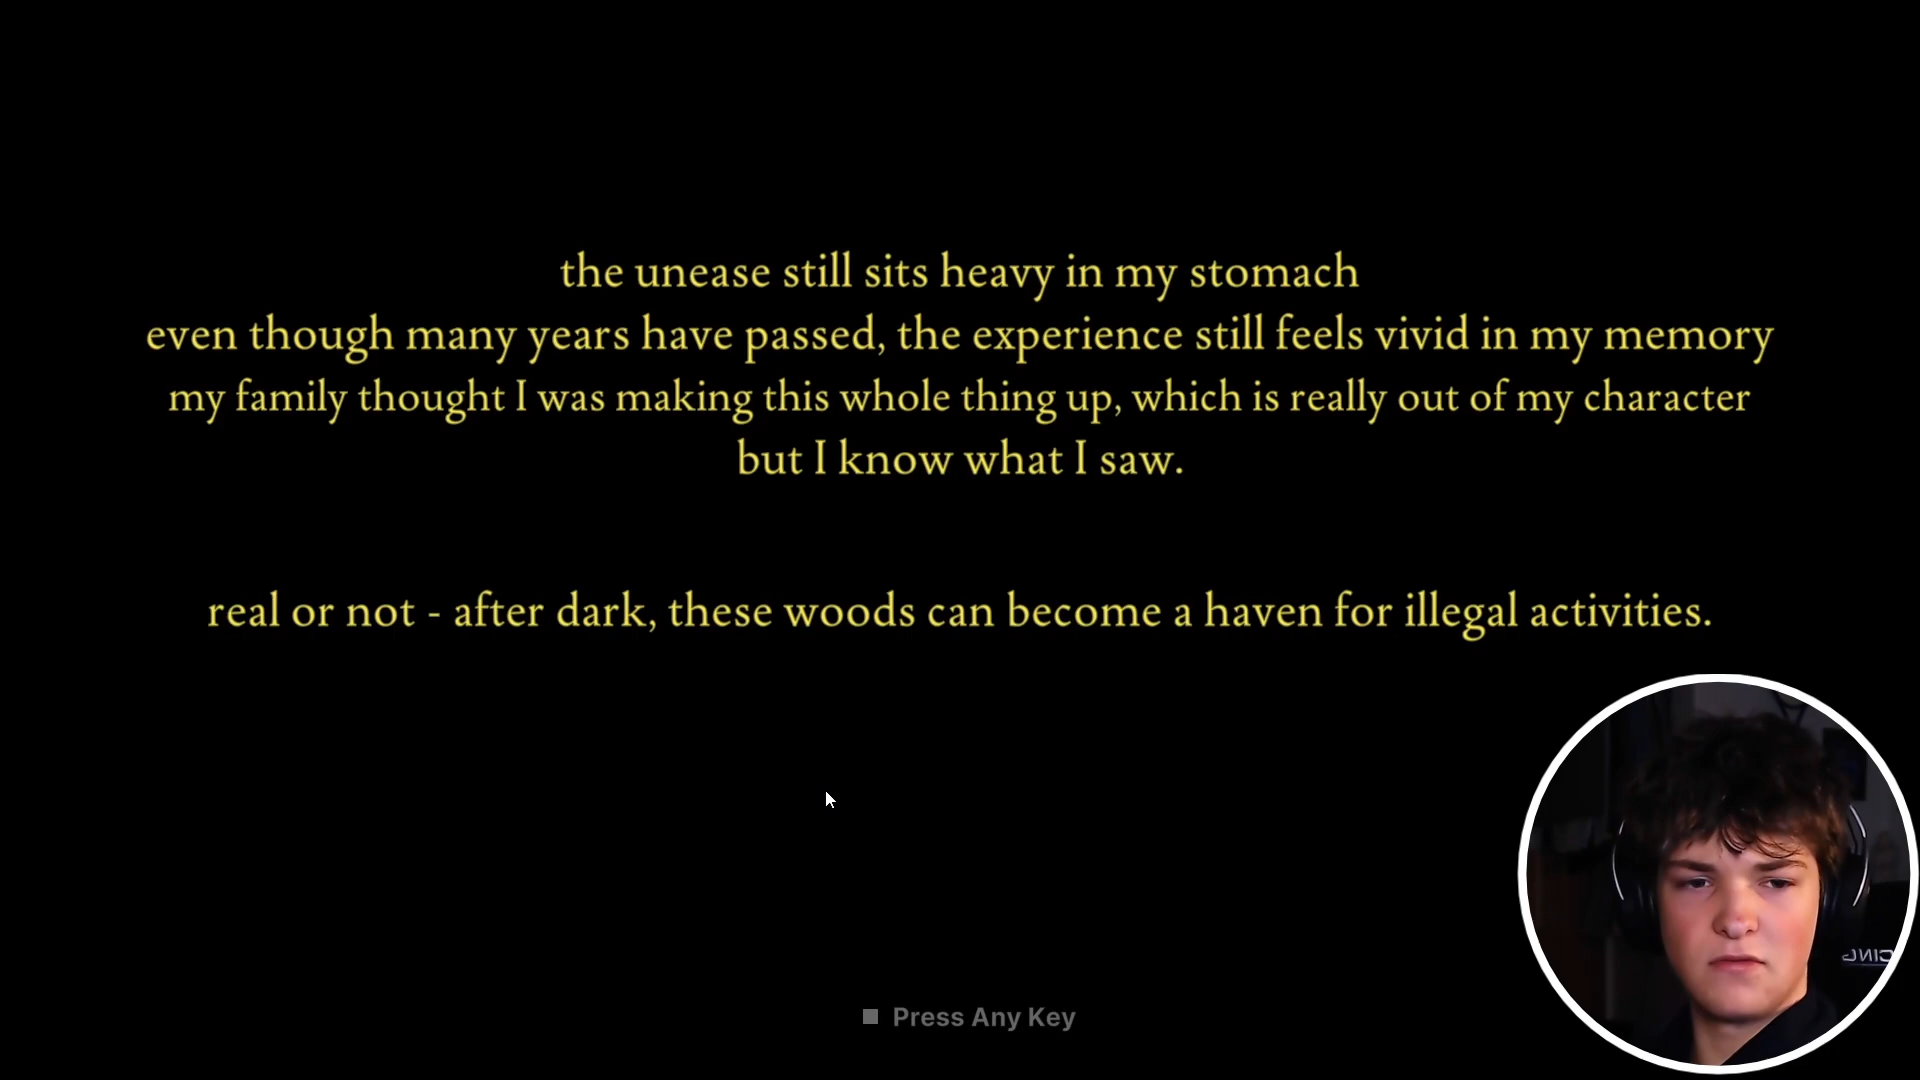 the unease still sits heavy in my stomach
even though many years have passed, the experience still feels vivid in my memory
my family thought I was making this whole thing up, which is really out of my character
but I know what I saw.
real or not - after dark, these woods can become a haven for illegal activities.
Press Any Key